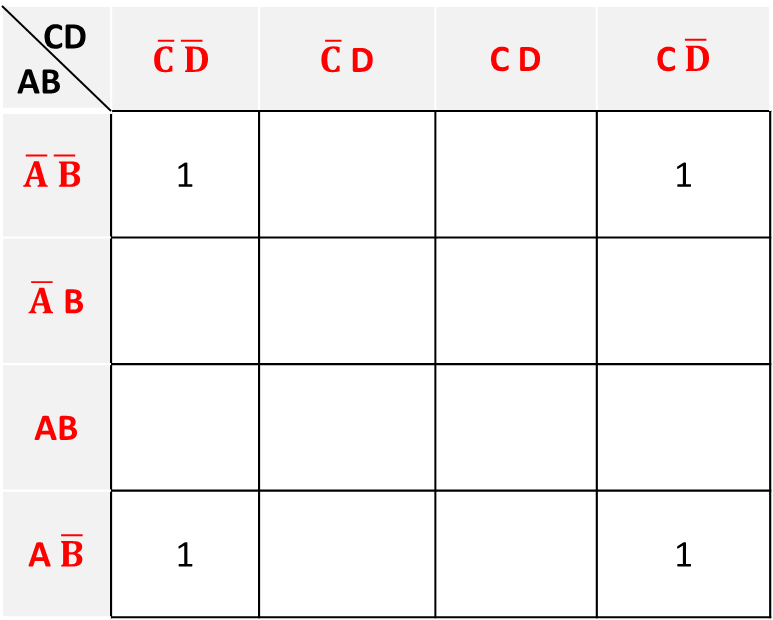 CD
AB
C̅ D̅
C̅ D
C D
C D̅
A̅ B̅
1
1
A̅ B
AB
A B̅
1
1